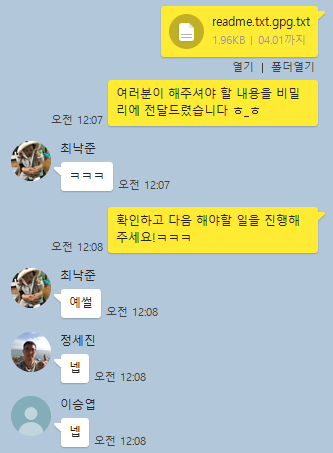 readme.txt.gpg.txt
1.96KB | 04.01까지
열기 | 폴더열기
여러분이 해주셔야 할 내용을 비밀
리에 전달드렸습니다 ㅎ_ㅎ
오전 12:07
최낙준
ㅋㅋㅋ
오전 12:07
확인하고 다음 해야할 일을 진행해
주세요!ㅋㅋㅋ
오전 12:08
최낙준
예썰
오전 12:08
정세진
넵
오전 12:08
이승엽
넵
오전 12:08